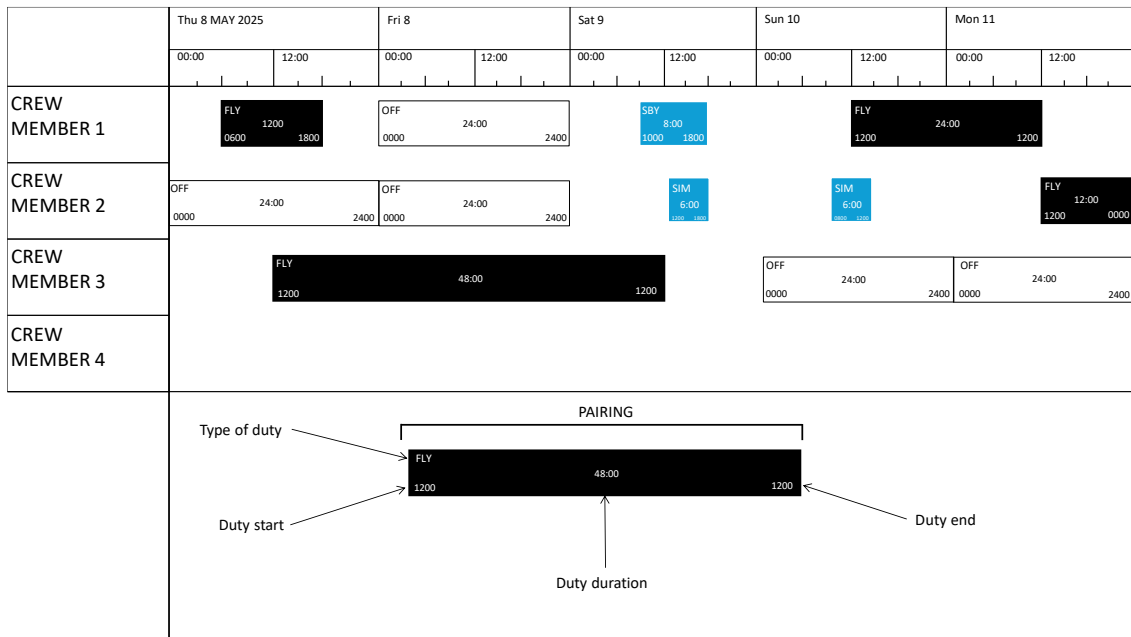 Thu 8 MAY 2025 Fri 8 Sat 9 Sun 10 Mon 11
00:00 12:00 00:00 12:00 00:00 12:00 00:00 12:00 00:00 12:00
CREW
MEMBER 1
FLY
1200
0600 1800
OFF
24:00
0000 2400
SBY
8:00
1000 1800
FLY
24:00
1200 1200
CREW
MEMBER 2
OFF
24:00
0000 2400
OFF
24:00
0000 2400
SIM
6:00
1200 1800
SIM
6:00
0800 1200
FLY
12:00
1200 0000
CREW
MEMBER 3
FLY
48:00
1200 1200
OFF
24:00
0000 2400
OFF
24:00
0000 2400
CREW
MEMBER 4
PAIRING
Type of duty
FLY
48:00
1200 1200
Duty start
Duty end
Duty duration